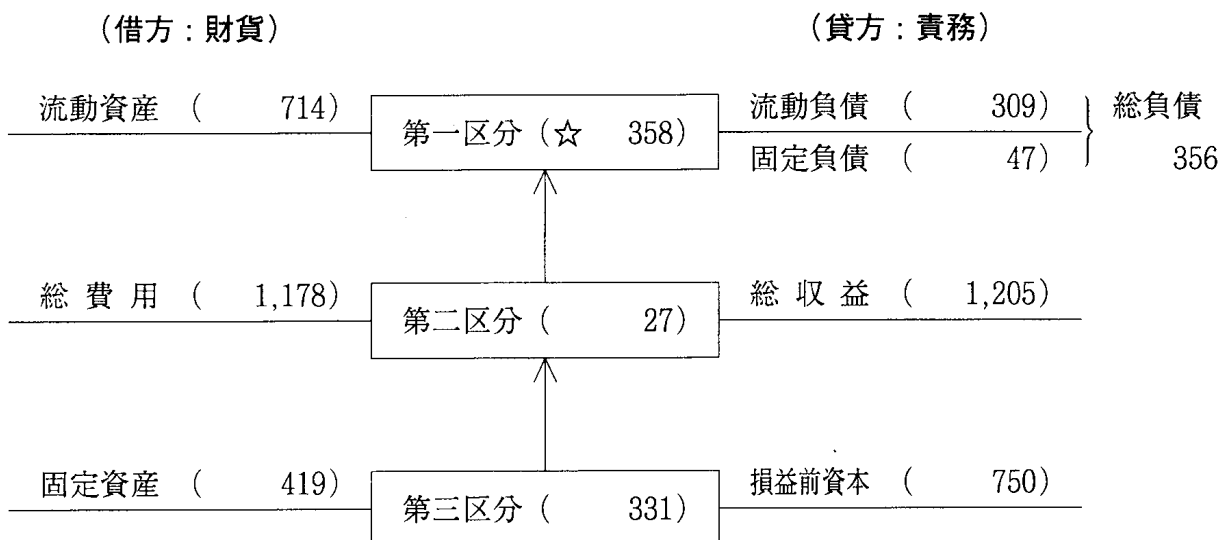 （借方：財貨） （貸方：責務）
流動資産 （ 714） 第一区分（☆ 358） 流動負債 （ 309） 総負債
固定負債 （ 47） 356
総費用 （ 1,178） 第二区分（ 27） 総収益 （ 1,205）
固定資産 （ 419） 第三区分（ 331） 損益前資本 （ 750）